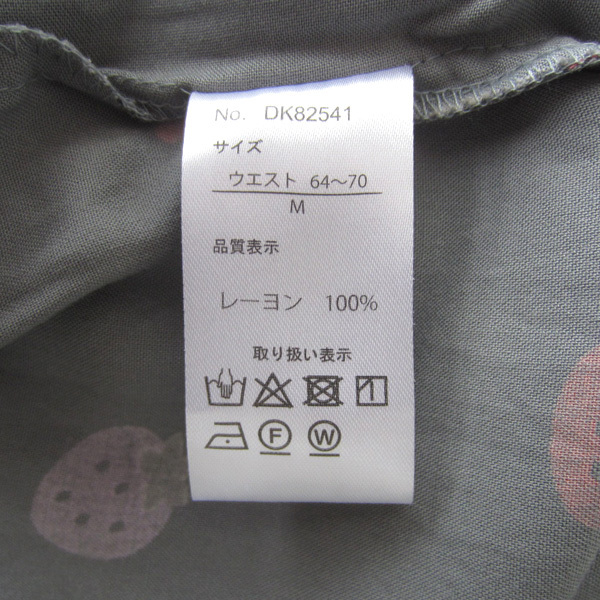 No. DK82541
サイズ
ウエスト 64~70
M
品質表示
レーヨン 100%
取り扱い表示
F W